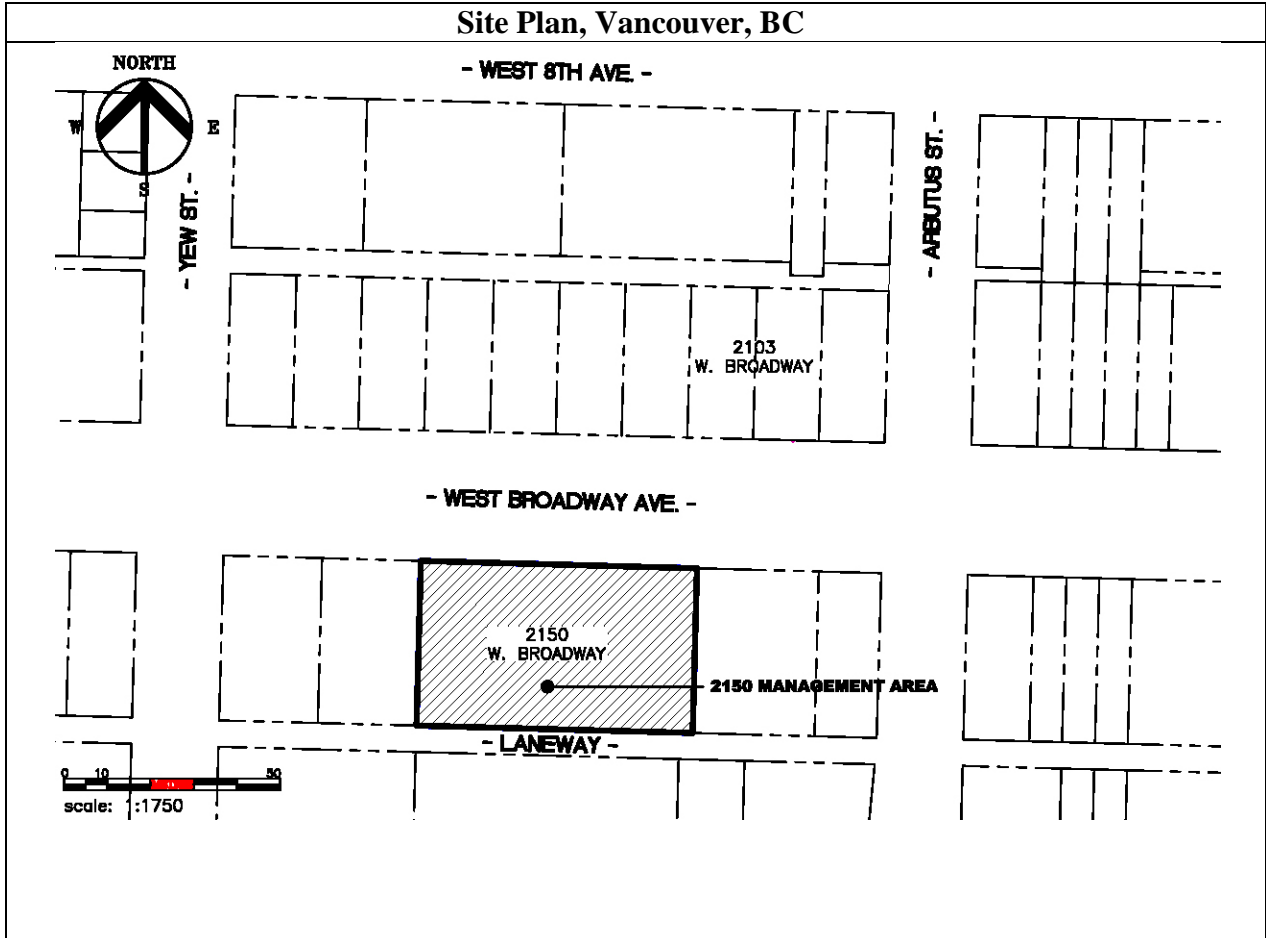 Site Plan, Vancouver, BC
NORTH
W
E
S
- WEST 8TH AVE. -
- YEW ST. -
- ARBUTUS ST. -
2103
W. BROADWAY
- WEST BROADWAY AVE. -
2150
W. BROADWAY
2150 MANAGEMENT AREA
- LANEWAY -
0 10 50
scale: 1:1750